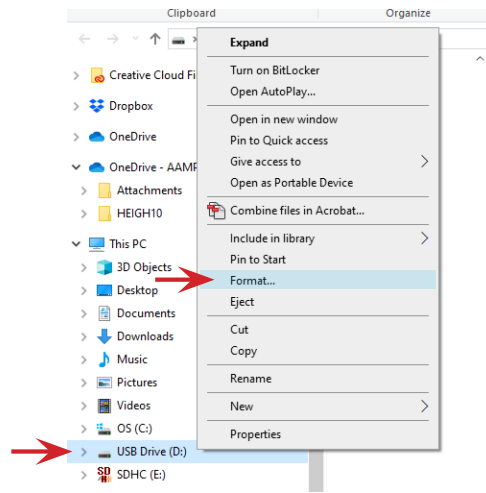 Clipboard
Organize
Expand
Turn on BitLocker
Open AutoPlay...
Open in new window
Pin to Quick access
Give access to
Open as Portable Device
Combine files in Acrobat...
Include in library
Pin to Start
Format...
Eject
Cut
Copy
Rename
New
Properties
Creative Cloud Fi
Dropbox
OneDrive
OneDrive - AAMP
Attachments
HEIGH10
This PC
3D Objects
Desktop
Documents
Downloads
Music
Pictures
Videos
OS (C:)
USB Drive (D:)
SDHC (E:)